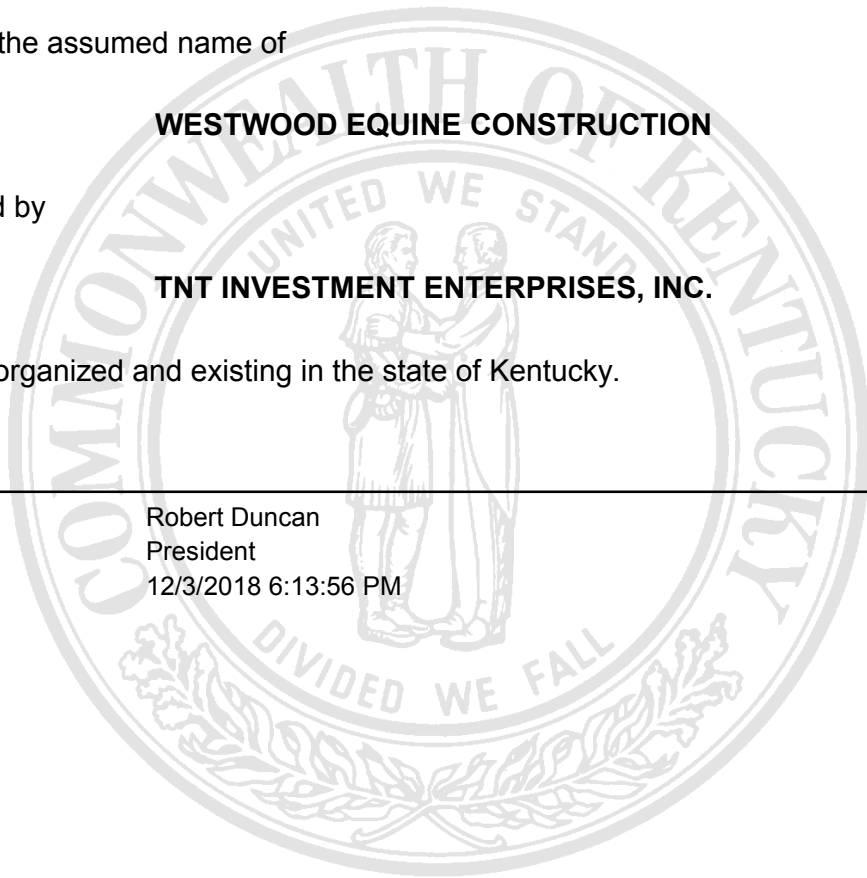 the assumed name of
WESTWOOD EQUINE CONSTRUCTION
d by
TNT INVESTMENT ENTERPRISES, INC.
organized and existing in the state of Kentucky.
Robert Duncan
President
12/3/2018 6:13:56 PM
COMMONWEALTH OF KENTUCKY
UNITED WE STAND
DIVIDED WE FALL